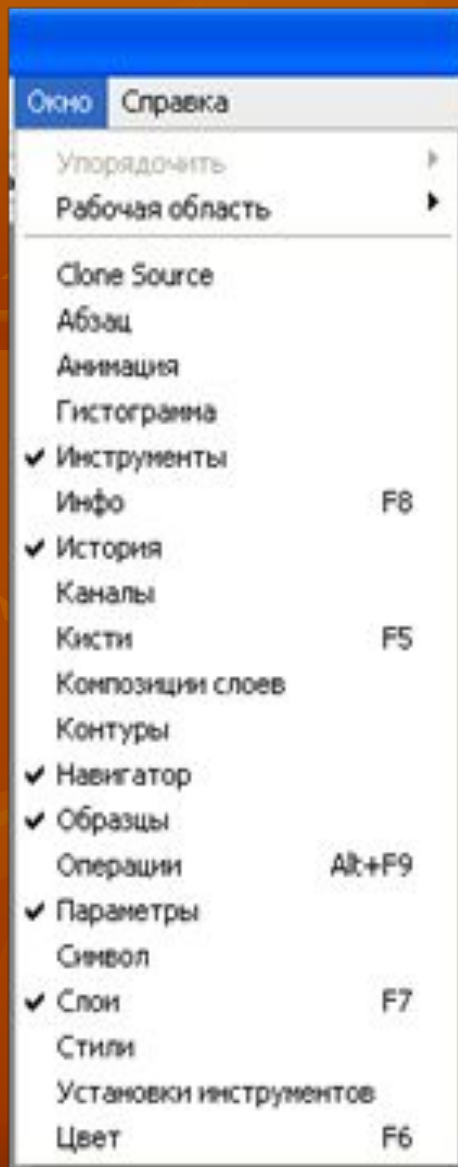 Окно Справка
Упорядочить
Рабочая область
Clone Source
Абзац
Анимация
Гистограмма
Инструменты
Инфо F8
История
Каналы
Кисти F5
Композиции слоев
Контуры
Навигатор
Образцы
Операции Alt+F9
Параметры
Символ
Слои F7
Стили
Установки инструментов
Цвет F6